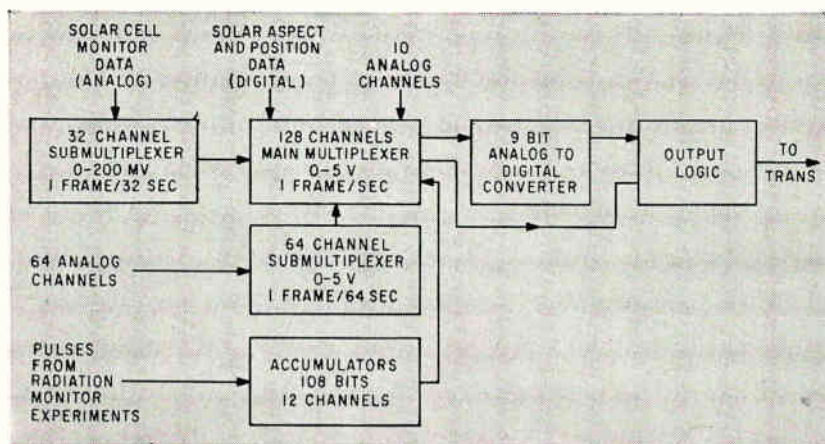 SOLAR CELL
MONITOR
DATA
(ANALOG)
SOLAR ASPECT
AND POSITION
DATA
(DIGITAL)
10
ANALOG
CHANNELS
32 CHANNEL
SUBMULTIPLEXER
0-200 MV
1 FRAME/32 SEC
128 CHANNELS
MAIN MULTIPLEXER
0-5 V
1 FRAME/SEC
9 BIT
ANALOG TO
DIGITAL
CONVERTER
OUTPUT
LOGIC
TO
TRANS
64 ANALOG
CHANNELS
64 CHANNEL
SUBMULTIPLEXER
0-5 V
1 FRAME/64 SEC
PULSES
FROM
RADIATION
MONITOR
EXPERIMENTS
ACCUMULATORS
108 BITS
12 CHANNELS